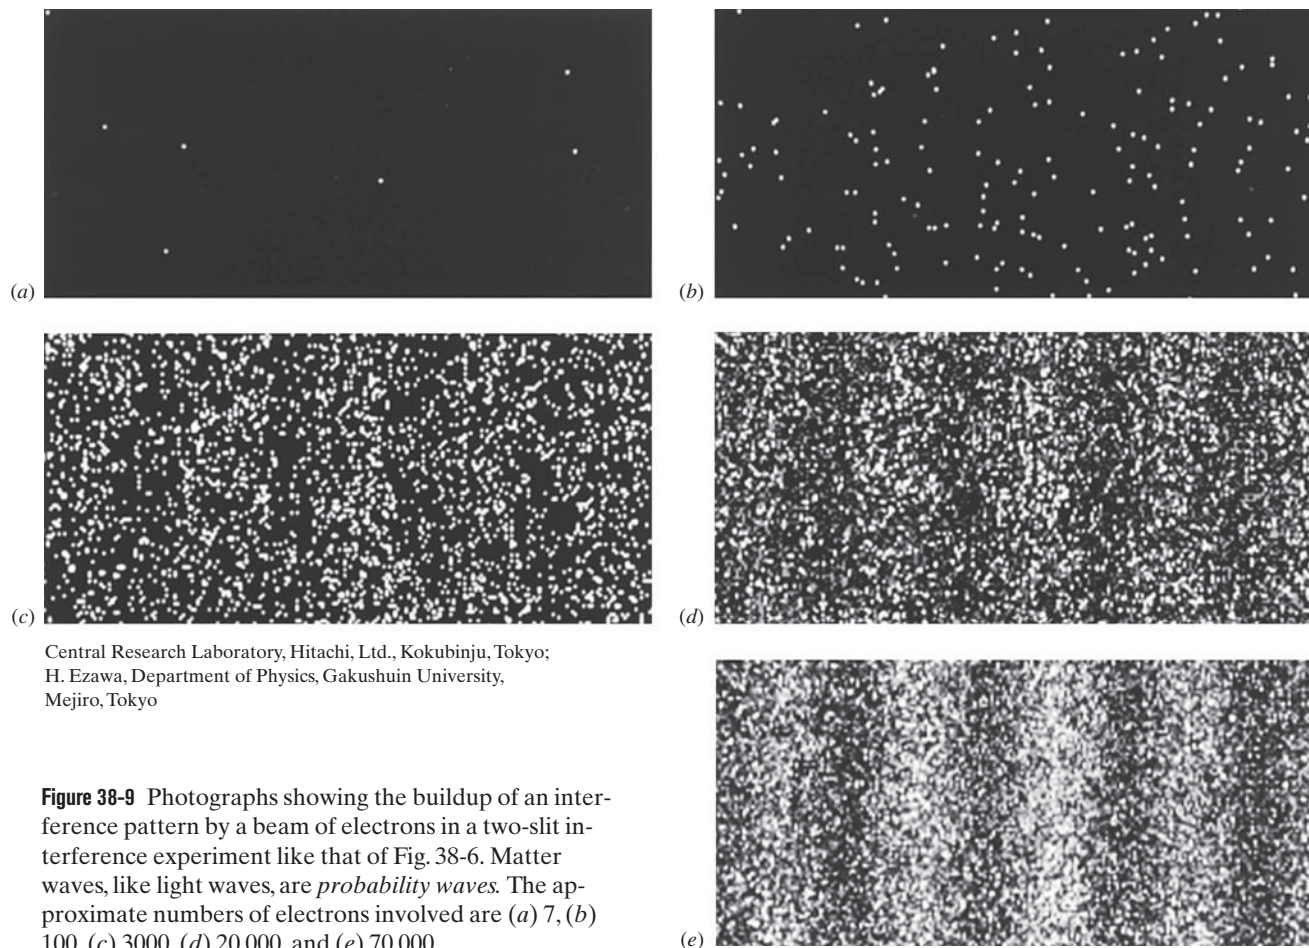 (a)
(b)
(c)
(d)
Central Research Laboratory, Hitachi, Ltd., Kokubinju, Tokyo;
H. Ezawa, Department of Physics, Gakushuin University,
Mejiro, Tokyo
Figure 38-9 Photographs showing the buildup of an inter-
ference pattern by a beam of electrons in a two-slit in-
terference experiment like that of Fig. 38-6. Matter
waves, like light waves, are probability waves. The ap-
proximate numbers of electrons involved are (a) 7, (b)
100, (c) 3000, (d) 20 000, and (e) 70 000.
(e)